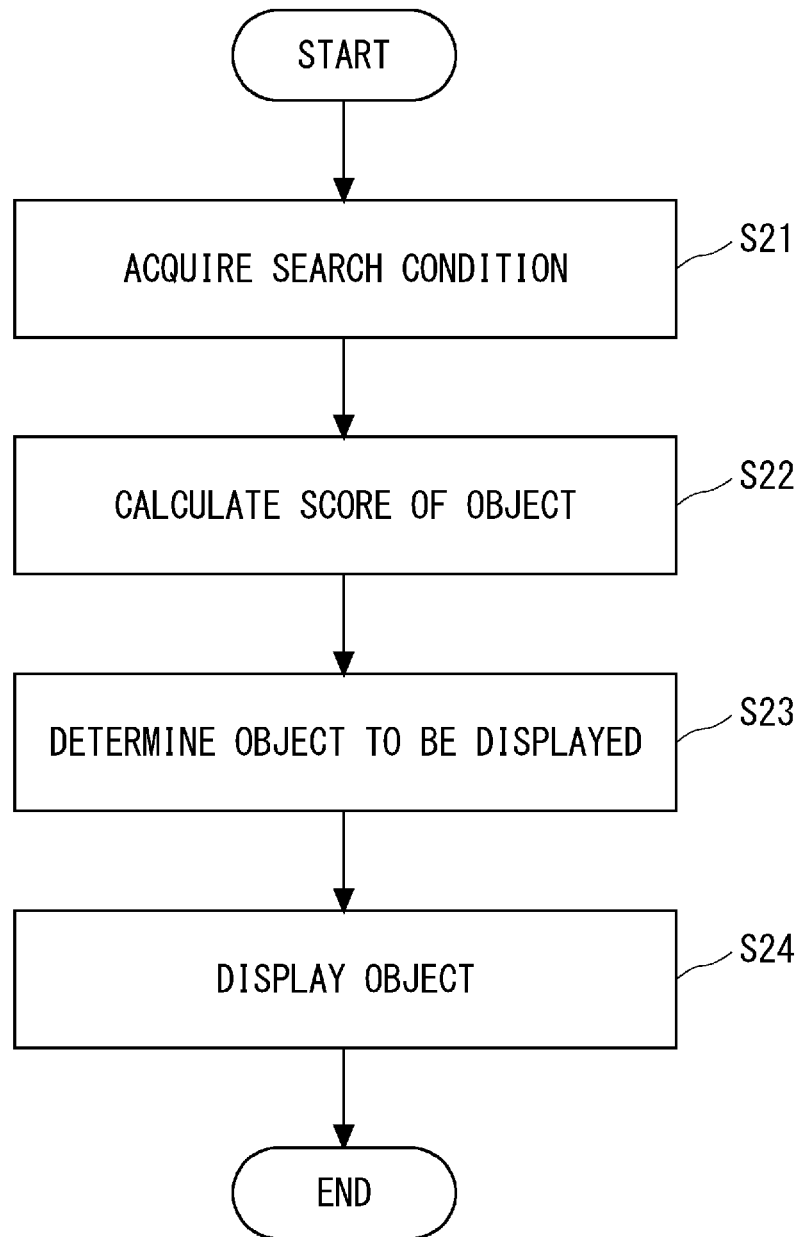 START
ACQUIRE SEARCH CONDITION
S21
CALCULATE SCORE OF OBJECT
S22
DETERMINE OBJECT TO BE DISPLAYED
S23
DISPLAY OBJECT
S24
END